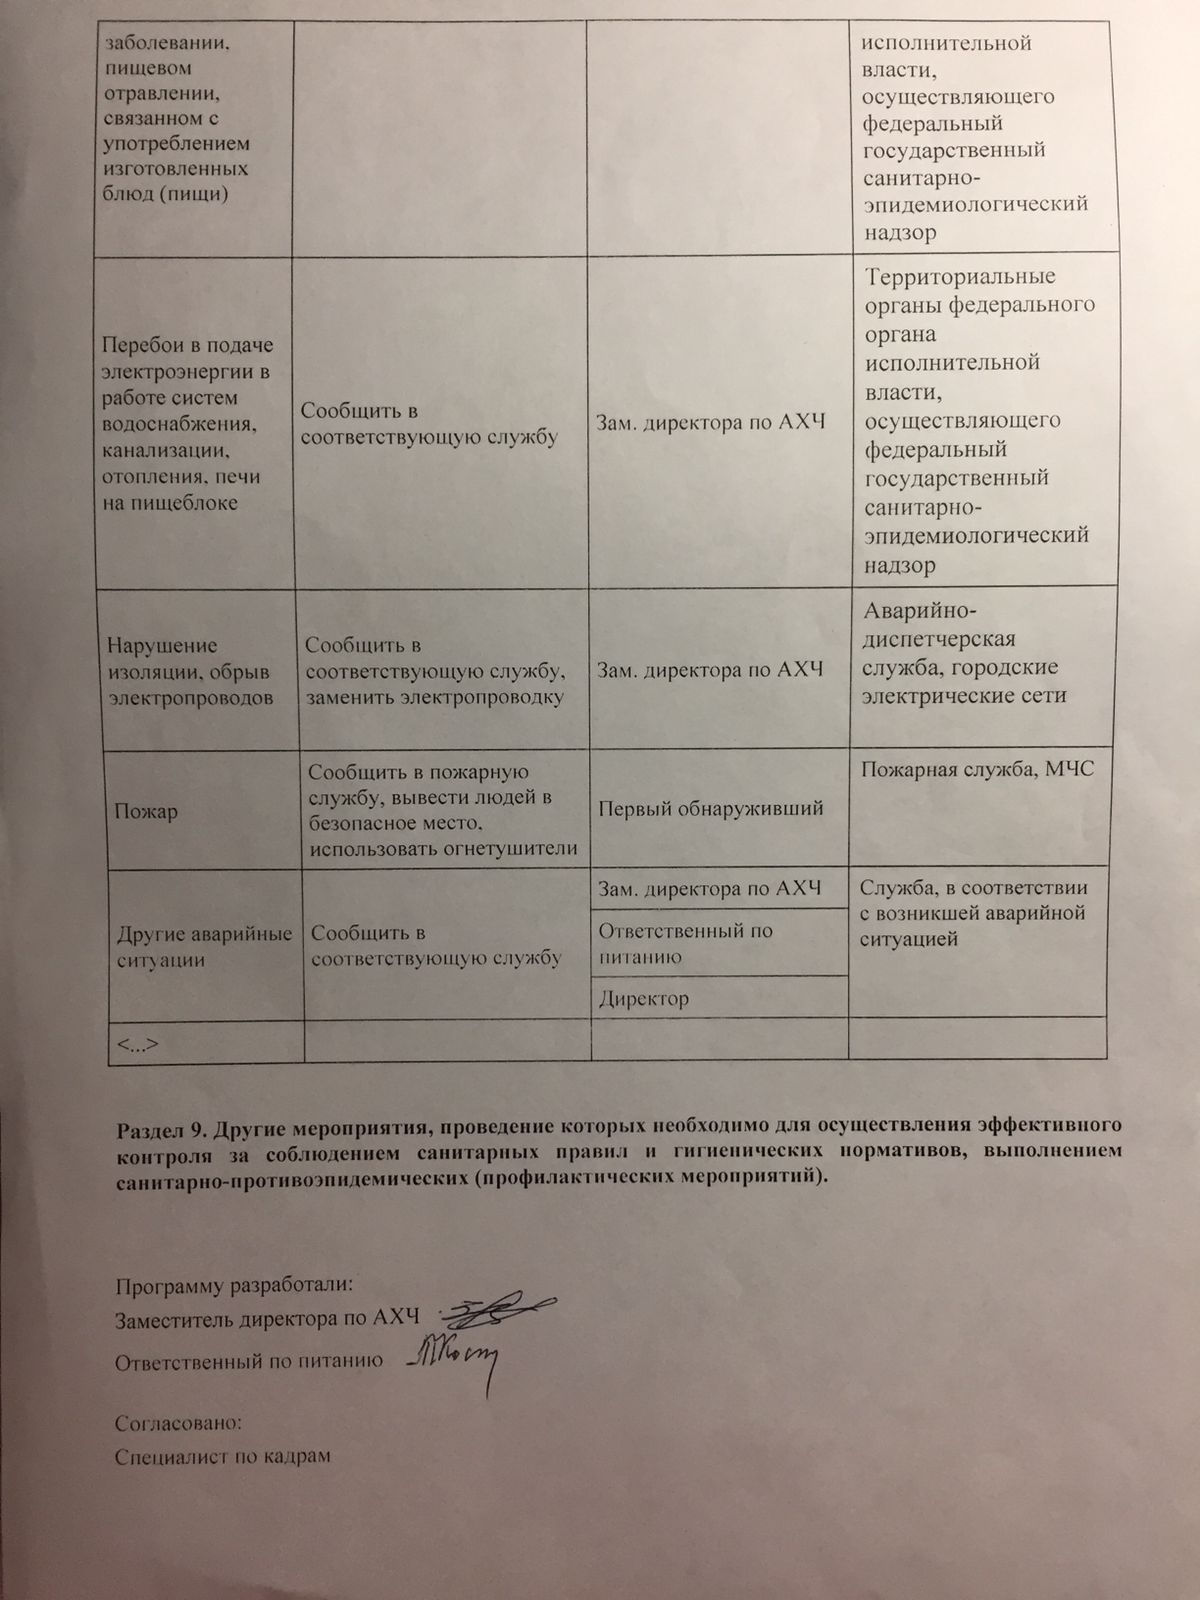 заболевании,
пищевом
отравлении,
связанном с
употреблением
изготовленных
блюд (пищи)
исполнительной
власти,
осуществляющего
федеральный
государственный
санитарно-
эпидемиологический
надзор
Перебои в подаче
электроэнергии в
работе систем
водоснабжения,
канализации,
отопления, печи
на пищеблоке
Сообщить в
соответствующую службу
Зам. директора по АХЧ
Территориальные
органы федерального
органа
исполнительной
власти,
осуществляющего
федеральный
государственный
санитарно-
эпидемиологический
надзор
Нарушение
изоляции, обрыв
электропроводов
Сообщить в
соответствующую службу,
заменить электропроводку
Зам. директора по АХЧ
Аварийно-
диспетчерская
служба, городские
электрические сети
Пожар
Сообщить в пожарную
службу, вывести людей в
безопасное место,
использовать огнетушители
Первый обнаруживший
Пожарная служба, МЧС
Другие аварийные
ситуации
Сообщить в
соответствующую службу
Зам. директора по АХЧ
Ответственный по
питанию
Директор
Служба, в соответствии
с возникшей аварийной
ситуацией
<...>
Раздел 9. Другие мероприятия, проведение которых необходимо для осуществления эффективного
контроля за соблюдением санитарных правил и гигиенических нормативов, выполнением
санитарно-противоэпидемических (профилактических мероприятий).
Программу разработали:
Заместитель директора по АХЧ
Ответственный по питанию
Согласовано:
Специалист по кадрам